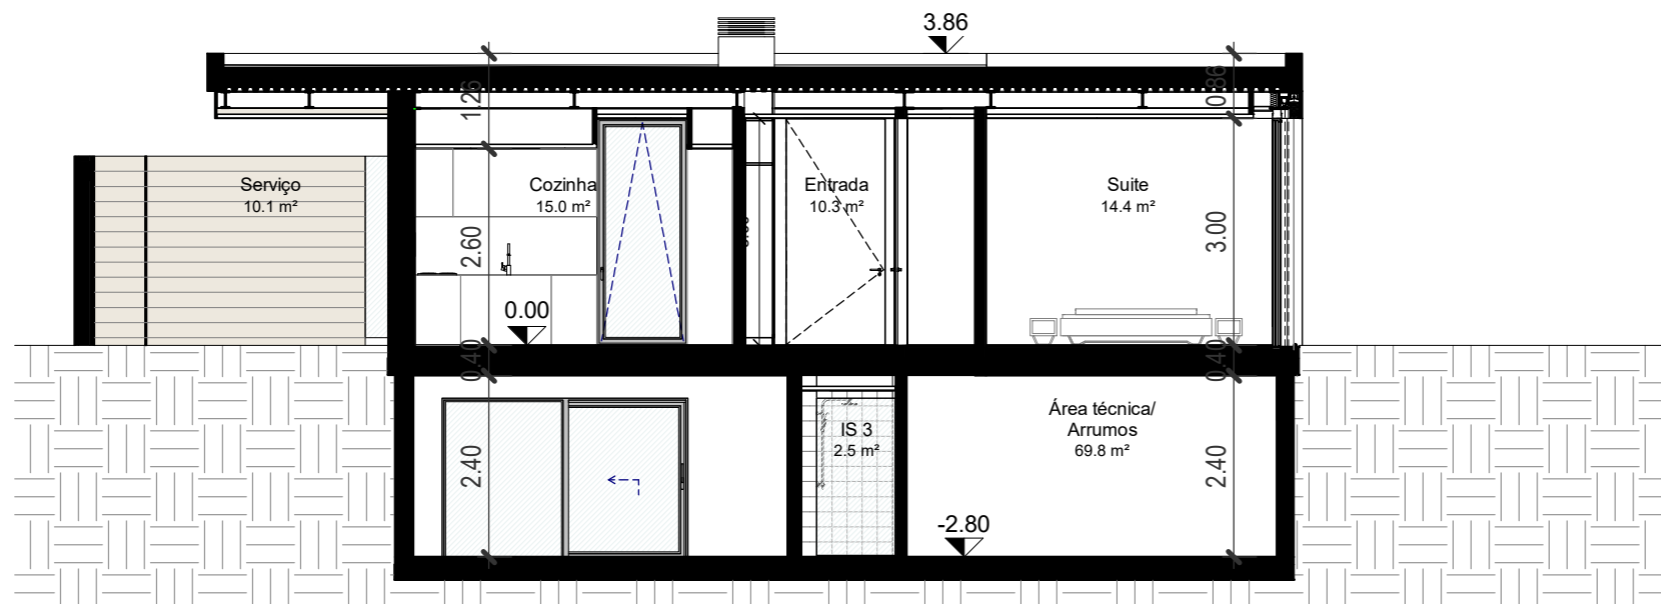 3.86
1.26
0.86
Serviço
10.1 m²
Cozinha
15.0 m²
Entrada
10.3 m²
Suite
14.4 m²
2.60
3.00
0.00
0.40
0.40
Área técnica/
Arrumos
69.8 m²
IS 3
2.5 m²
2.40
2.40
-2.80